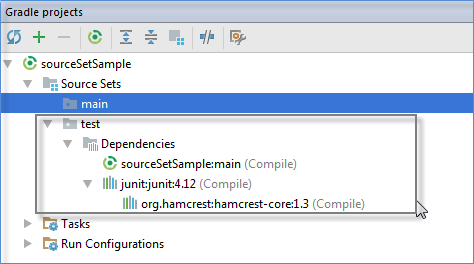 Gradle projects
sourceSetSample
Source Sets
main
test
Dependencies
sourceSetSample:main (Compile)
junit:junit:4.12 (Compile)
org.hamcrest:hamcrest-core:1.3 (Compile)
Tasks
Run Configurations